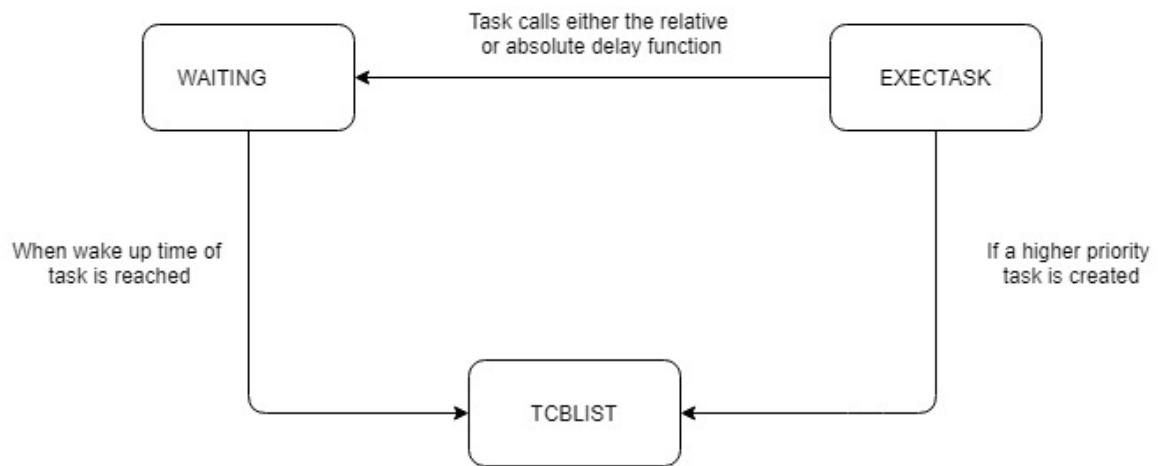 Task calls either the relative
or absolute delay function
WAITING
EXECTASK
When wake up time of
task is reached
If a higher priority
task is created
TCBLIST